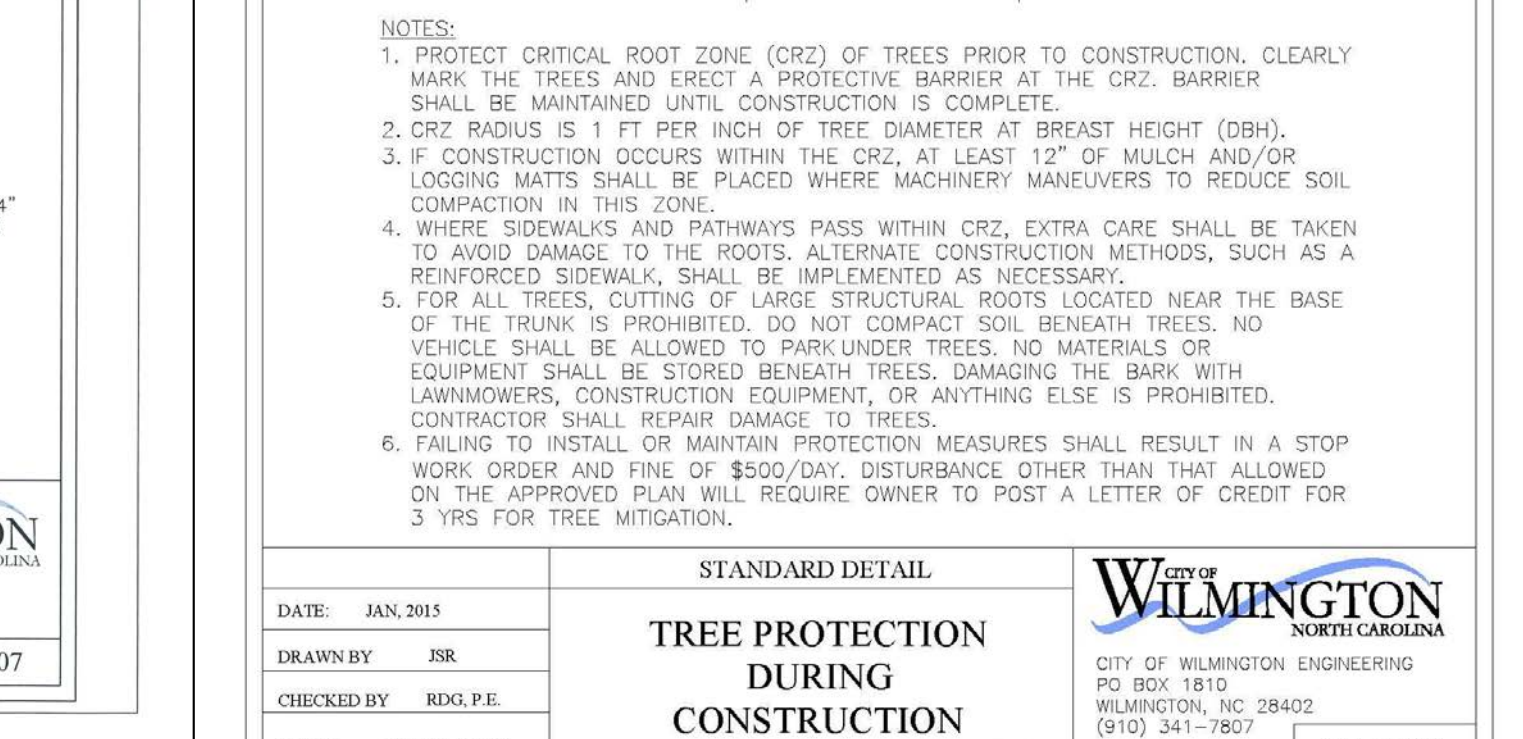 4"
ON
OLINA
07
NOTES:
1. PROTECT CRITICAL ROOT ZONE (CRZ) OF TREES PRIOR TO CONSTRUCTION. CLEARLY
MARK THE TREES AND ERECT A PROTECTIVE BARRIER AT THE CRZ. BARRIER
SHALL BE MAINTAINED UNTIL CONSTRUCTION IS COMPLETE.
2. CRZ RADIUS IS 1 FT PER INCH OF TREE DIAMETER AT BREAST HEIGHT (DBH).
3. IF CONSTRUCTION OCCURS WITHIN THE CRZ, AT LEAST 12" OF MULCH AND/OR
LOGGING MATTS SHALL BE PLACED WHERE MACHINERY MANEUVERS TO REDUCE SOIL
COMPACTION IN THIS ZONE.
4. WHERE SIDEWALKS AND PATHWAYS PASS WITHIN CRZ, EXTRA CARE SHALL BE TAKEN
TO AVOID DAMAGE TO THE ROOTS. ALTERNATE CONSTRUCTION METHODS, SUCH AS A
REINFORCED SIDEWALK, SHALL BE IMPLEMENTED AS NECESSARY.
5. FOR ALL TREES, CUTTING OF LARGE STRUCTURAL ROOTS LOCATED NEAR THE BASE
OF THE TRUNK IS PROHIBITED. DO NOT COMPACT SOIL BENEATH TREES. NO
VEHICLE SHALL BE ALLOWED TO PARK UNDER TREES. NO MATERIALS OR
EQUIPMENT SHALL BE STORED BENEATH TREES. DAMAGING THE BARK WITH
LAWNMOWERS, CONSTRUCTION EQUIPMENT, OR ANYTHING ELSE IS PROHIBITED.
CONTRACTOR SHALL REPAIR DAMAGE TO TREES.
6. FAILING TO INSTALL OR MAINTAIN PROTECTION MEASURES SHALL RESULT IN A STOP
WORK ORDER AND FINE OF $500/DAY. DISTURBANCE OTHER THAN THAT ALLOWED
ON THE APPROVED PLAN WILL REQUIRE OWNER TO POST A LETTER OF CREDIT FOR
3 YRS FOR TREE MITIGATION.
DATE: JAN, 2015
DRAWN BY JSR
CHECKED BY RDG, P.E.
STANDARD DETAIL
TREE PROTECTION
DURING
CONSTRUCTION
CITY OF
WILMINGTON
NORTH CAROLINA
CITY OF WILMINGTON ENGINEERING
PO BOX 1810
WILMINGTON, NC 28402
(910) 341-7807